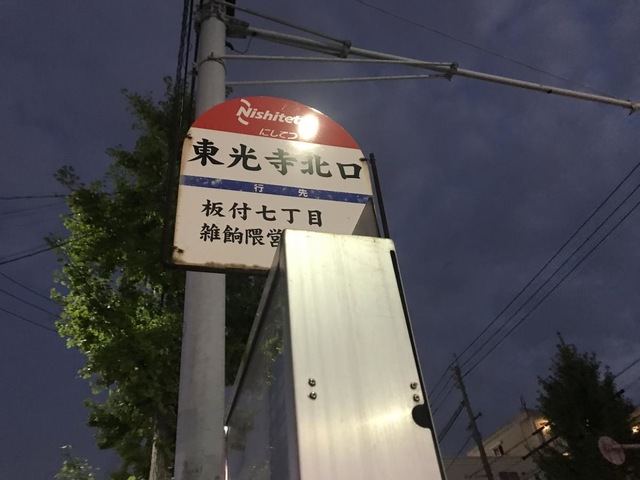 Nishitetsu
にしてつ
東光寺北口
行 先
板付七丁目
雑餉隈営